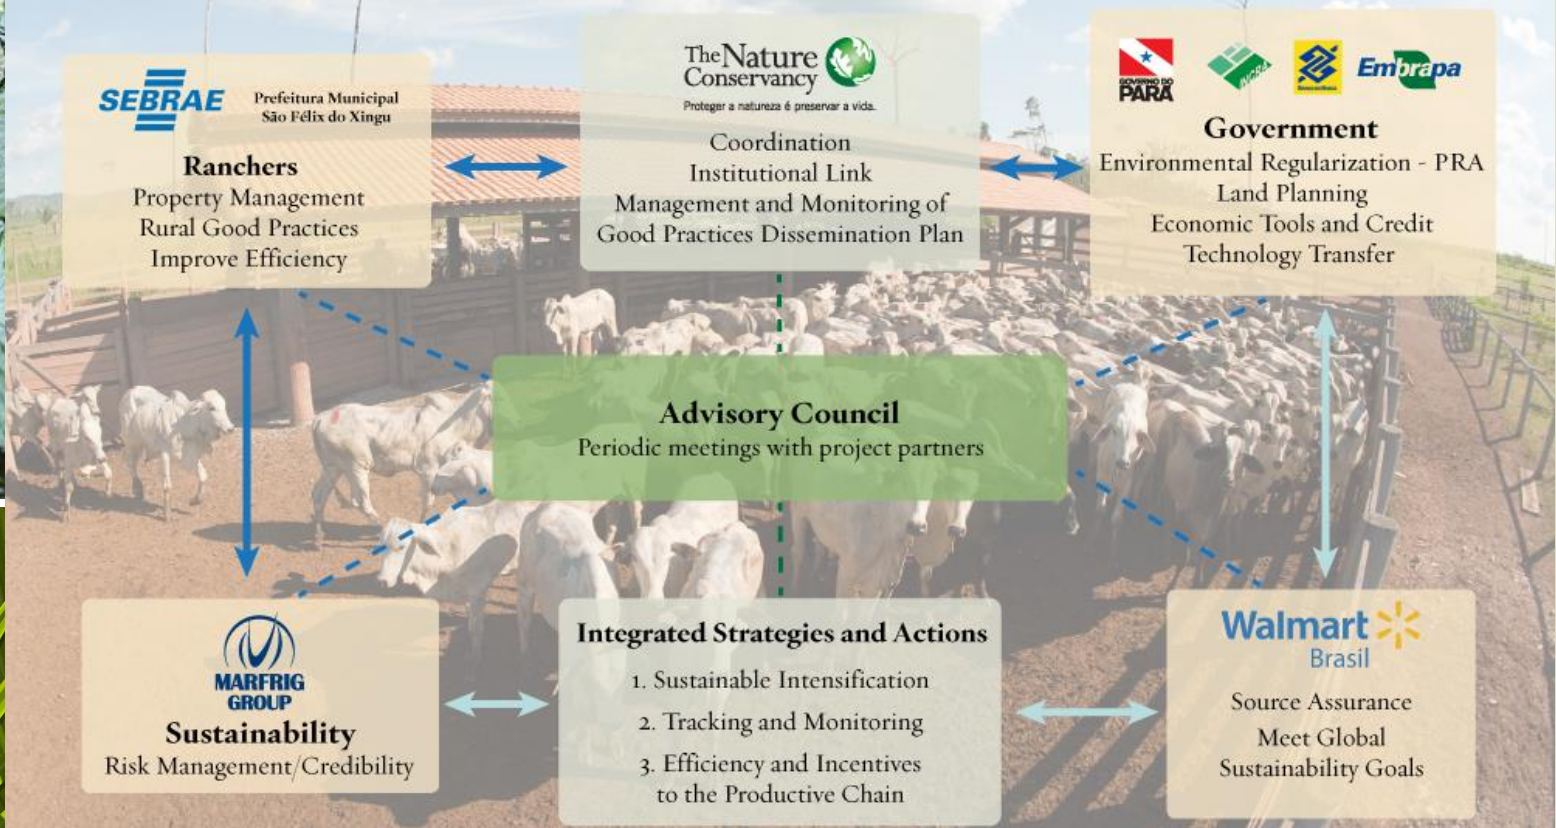 SEBRAE
Prefeitura Municipal
São Félix do Xingu
Ranchers
Property Management
Rural Good Practices
Improve Efficiency
The Nature
Conservancy
Proteger a natureza é preservar a vida.
Coordination
Institutional Link
Management and Monitoring of
Good Practices Dissemination Plan
GOVERNO DO
PARÁ
INCRA
Embrapa
Government
Environmental Regularization - PRA
Land Planning
Economic Tools and Credit
Technology Transfer
Advisory Council
Periodic meetings with project partners
MARFRIG
GROUP
Sustainability
Risk Management/Credibility
Integrated Strategies and Actions
1. Sustainable Intensification
2. Tracking and Monitoring
3. Efficiency and Incentives
to the Productive Chain
Walmart
Brasil
Source Assurance
Meet Global
Sustainability Goals